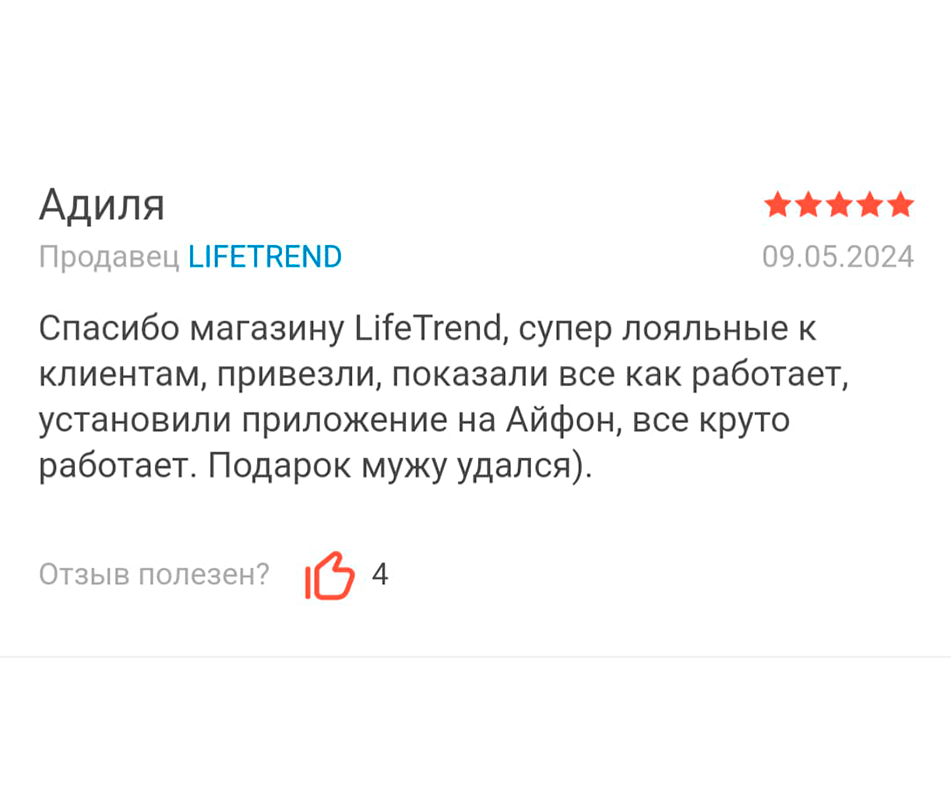 Адиля
Продавец LIFETREND 09.05.2024
Спасибо магазину LifeTrend, супер лояльные к
клиентам, привезли, показали все как работает,
установили приложение на Айфон, все круто
работает. Подарок мужу удался).
Отзыв полезен? 4